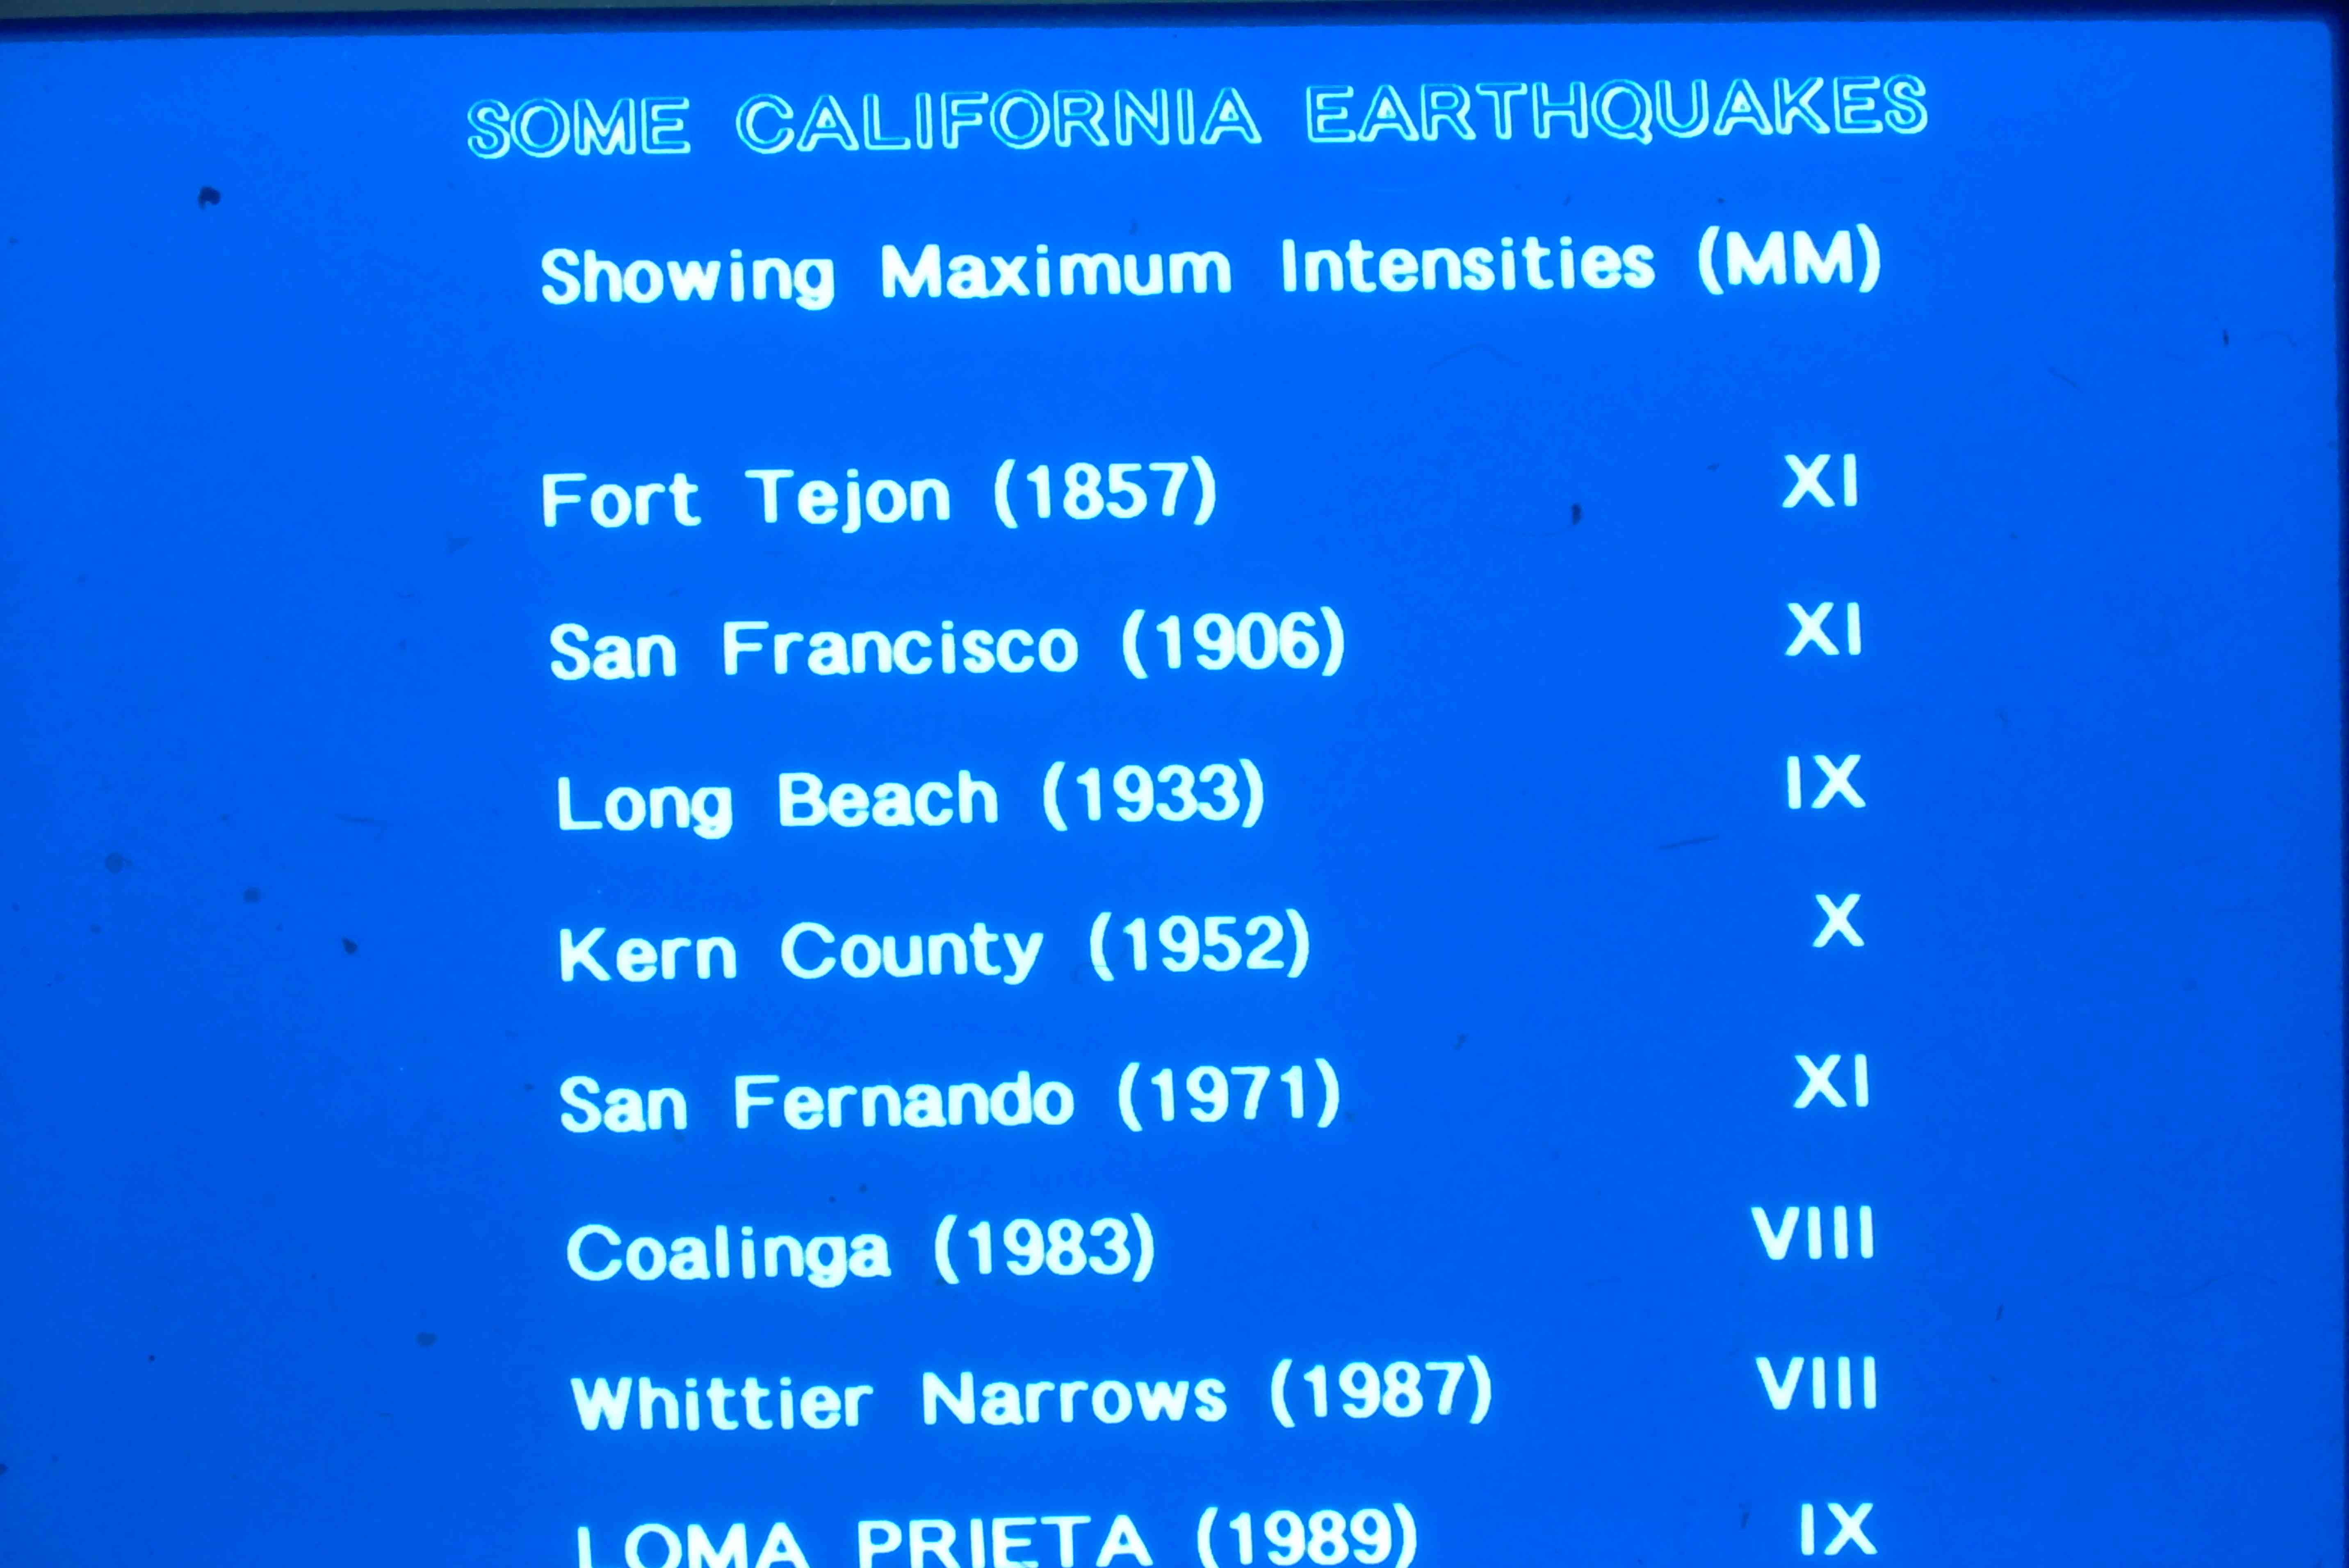 SOME CALIFORNIA EARTHQUAKES
Showing Maximum Intensities (MM)
Fort Tejon (1857) XI
San Francisco (1906) XI
Long Beach (1933) IX
Kern County (1952) X
San Fernando (1971) XI
Coalinga (1983) VIII
Whittier Narrows (1987) VIII
LOMA PRIETA (1989) IX